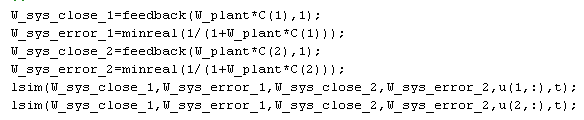 W_sys_close_1=feedback(W_plant*C(1),1);
W_sys_error_1=minreal(1/(1+W_plant*C(1)));
W_sys_close_2=feedback(W_plant*C(2),1);
W_sys_error_2=minreal(1/(1+W_plant*C(2)));
lsim(W_sys_close_1,W_sys_error_1,W_sys_close_2,W_sys_error_2,u(1,:),t);
lsim(W_sys_close_1,W_sys_error_1,W_sys_close_2,W_sys_error_2,u(2,:),t);